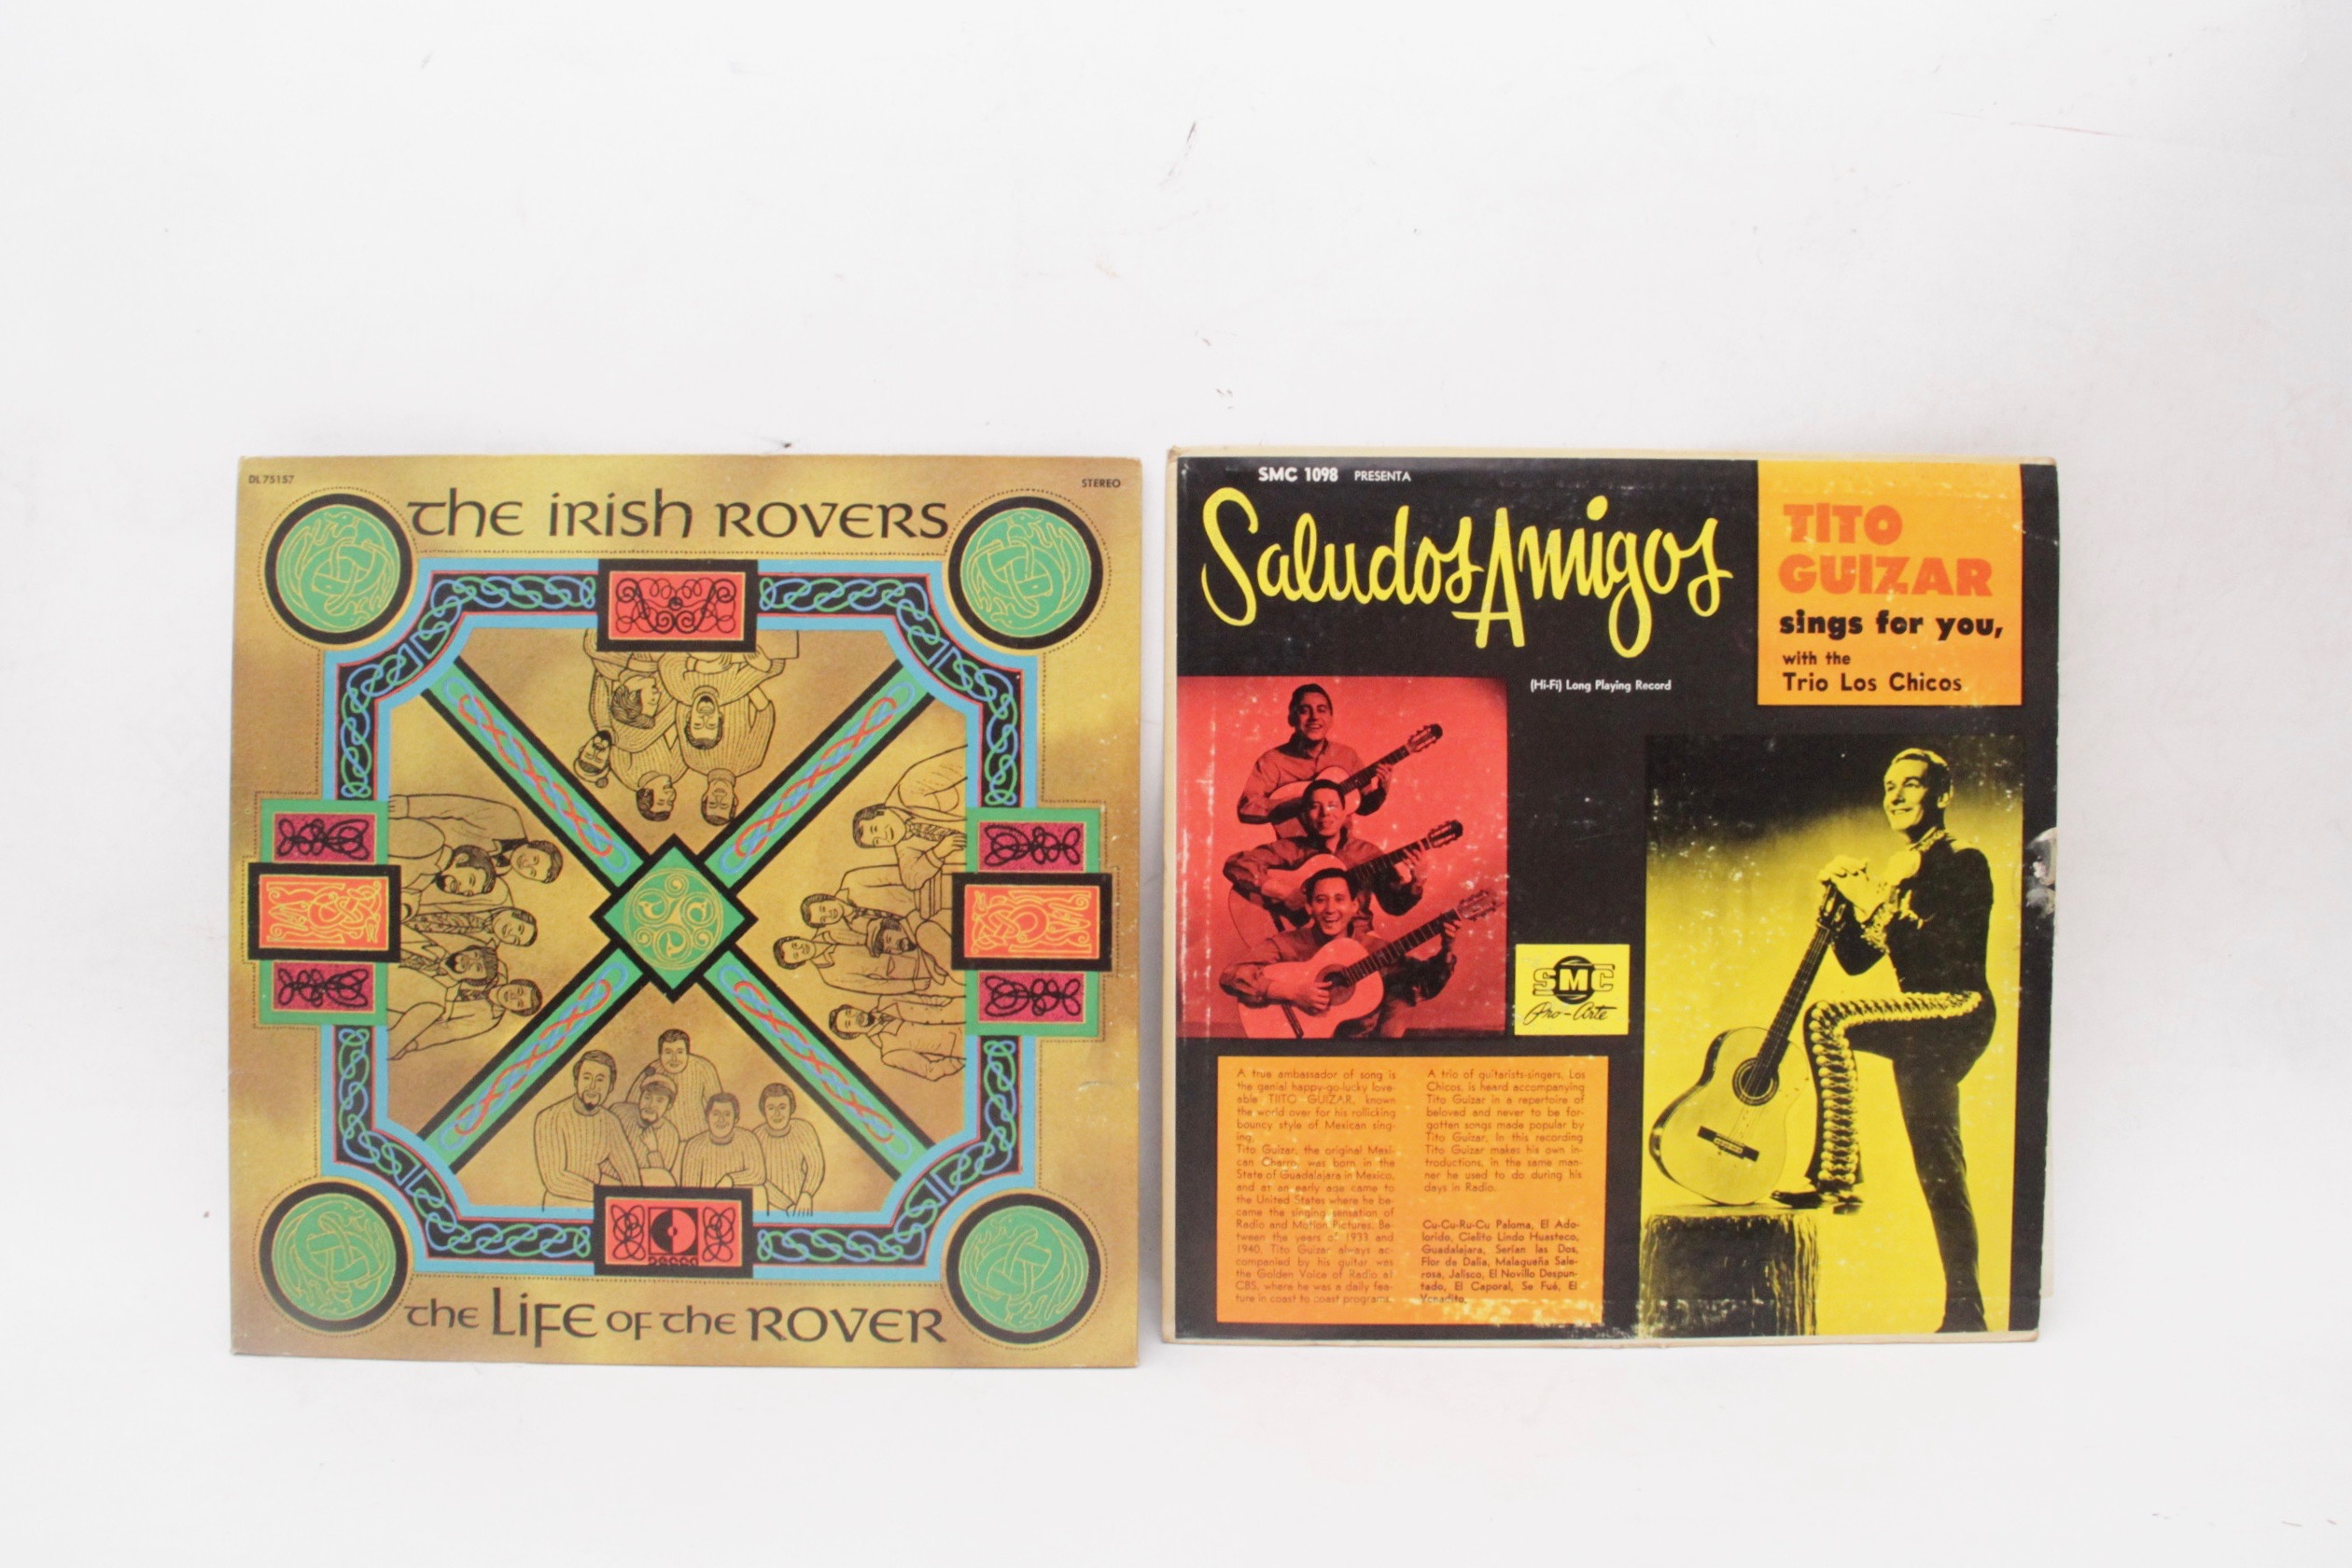 DL 75157
STEREO
the irish rovers
the Life of the Rover
SMC 1098 PRESENTA
Saludos Amigos
TITO
GUIZAR
sings for you,
with the
Trio Los Chicos
(Hi-Fi) Long Playing Record
SMC
Pro-Arte
A true ambassador of song is
the genial happy-go-lucky love-
able TIITO GUIZAR, known
the world over for his rollicking
bouncy style of Mexican sing-
ing.
Tito Guizar, the original Mexi-
can Charro, was born in the
State of Guadalajara in Mexico,
and at an early age came to
the United States where he be-
came the singing sensation of
Radio and Motion Pictures. Be-
tween the years of 1933 and
1940, Tito Guizar always ac-
companied by his guitar was
the Golden Voice of Radio at
CBS, where he was a daily fea-
ture in coast to coast programs.
A trio of guitarists-singers, Los
Chicos, is heard accompanying
Tito Guizar in a repertoire of
beloved and never to be for-
gotten songs made popular by
Tito Guizar. In this recording
Tito Guizar makes his own in-
troductions, in the same man-
ner he used to do during his
days in Radio.
Cu-Cu-Ru-Cu Paloma, El Ado-
lorido, Cielito Lindo Huasteco,
Guadalajara, Serian las Dos,
Flor de Dalia, Malagueña Sale-
rosa, Jalisco, El Novillo Despun-
tado, El Caporal, Se Fué, El
Venadito.